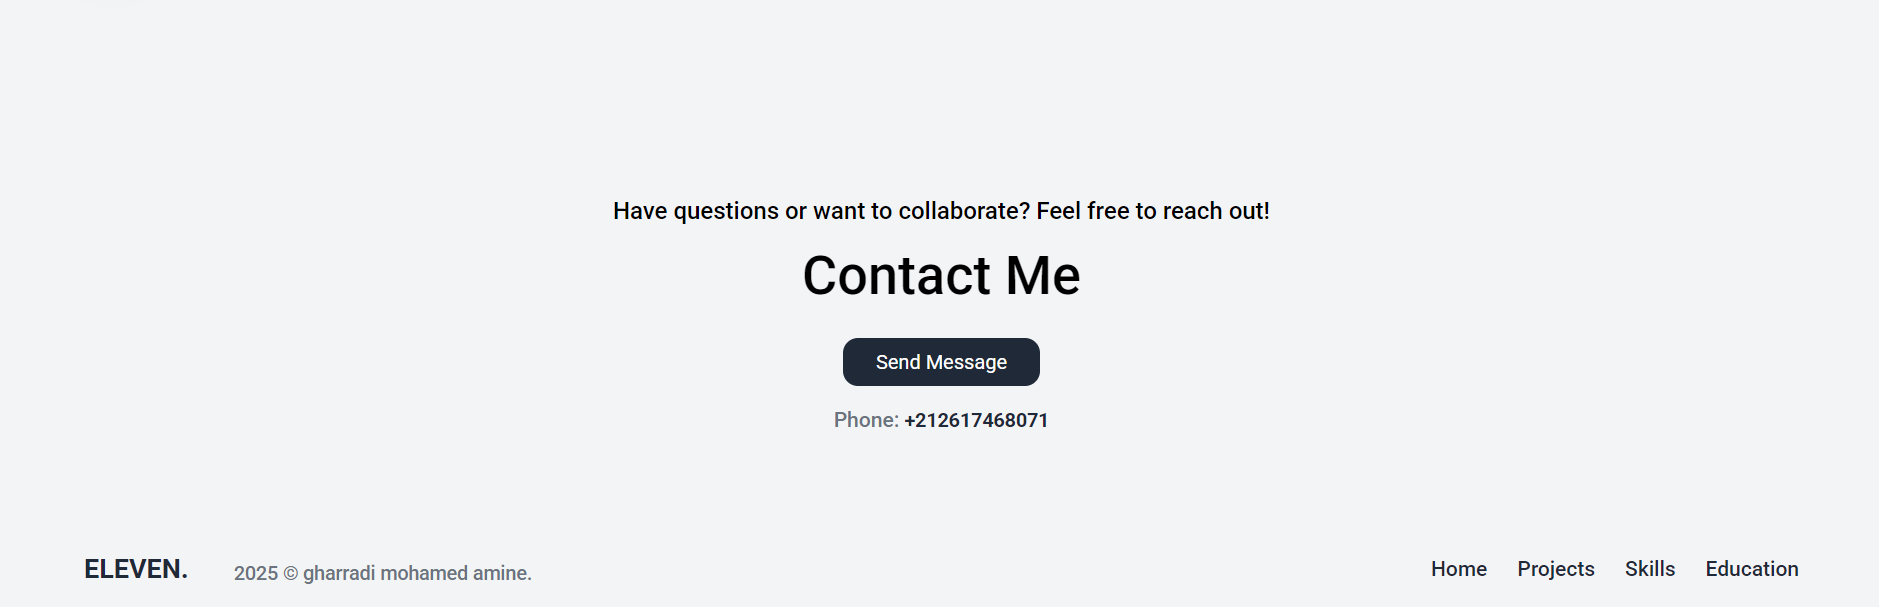 Have questions or want to collaborate? Feel free to reach out!
Contact Me
Send Message
Phone: +212617468071
ELEVEN. 2025 © gharradi mohamed amine. Home Projects Skills Education